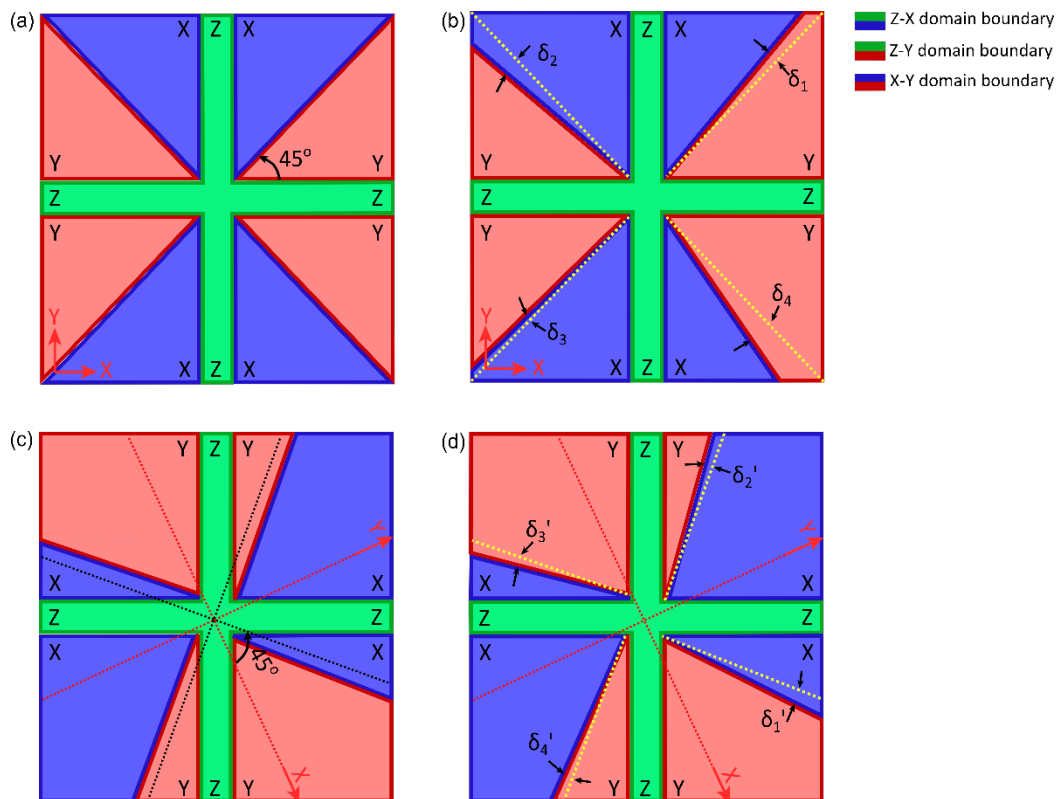 (a)
X Z X
45°
Y Y
Z Z
Y Y
Y
X
X Z X
(b)
X Z X
δ₂
δ₁
Y Y
Z Z
Y Y
δ₄
δ₃
Y
X
X Z X
Z-X domain boundary
Z-Y domain boundary
X-Y domain boundary
(c)
Y Z Y
Y
X X
Z Z
X X
45°
X
Y Z Y
(d)
Y Z Y
δ₂'
Y
δ₃'
X X
Z Z
X X
δ₁'
δ₄'
X
Y Z Y